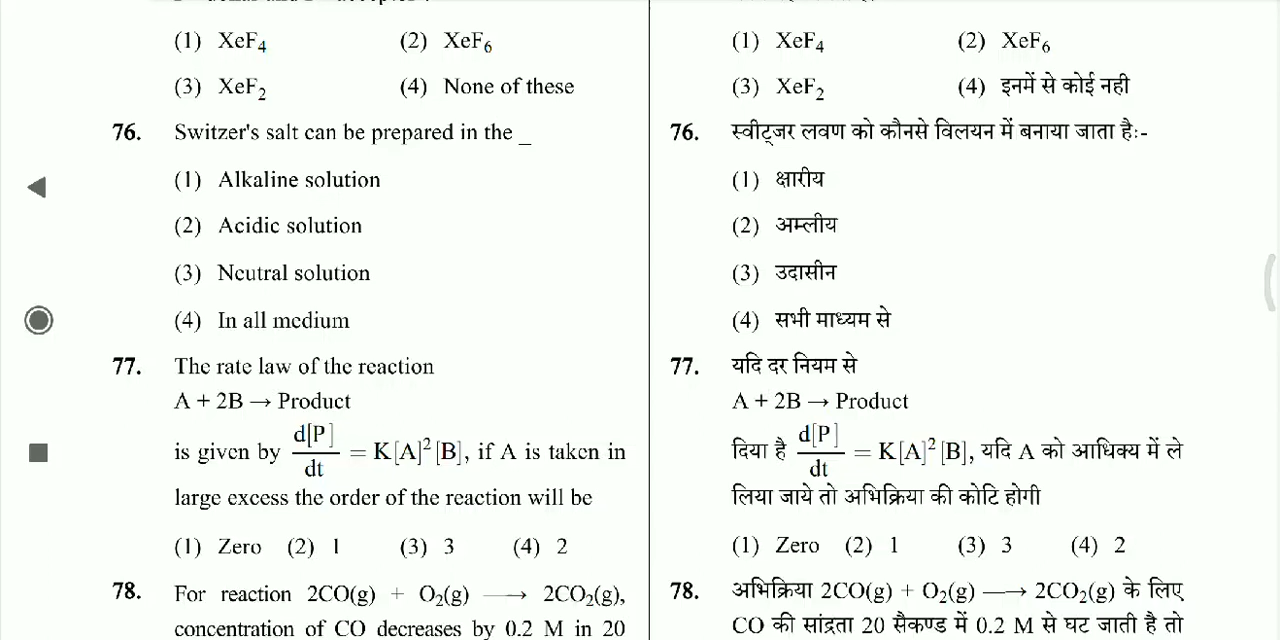 (1) XeF4 (2) XeF6
(3) XeF2 (4) None of these
76. Switzer's salt can be prepared in the _
(1) Alkaline solution
(2) Acidic solution
(3) Neutral solution
(4) In all medium
77. The rate law of the reaction
A + 2B → Product
is given by d[P]/dt = K[A]² [B], if A is taken in
large excess the order of the reaction will be
(1) Zero (2) 1 (3) 3 (4) 2
78. For reaction 2CO(g) + O2(g) ⟶ 2CO2(g),
concentration of CO decreases by 0.2 M in 20
(1) XeF4 (2) XeF6
(3) XeF2 (4) इनमें से कोई नही
76. स्वीट्जर लवण को कौनसे विलयन में बनाया जाता है:-
(1) क्षारीय
(2) अम्लीय
(3) उदासीन
(4) सभी माध्यम से
77. यदि दर नियम से
A + 2B → Product
दिया है d[P]/dt = K[A]² [B], यदि A को आधिक्य में ले
लिया जाये तो अभिक्रिया की कोटि होगी
(1) Zero (2) 1 (3) 3 (4) 2
78. अभिक्रिया 2CO(g) + O2(g) ⟶ 2CO2(g) के लिए
CO की सांद्रता 20 सैकण्ड में 0.2 M से घट जाती है तो